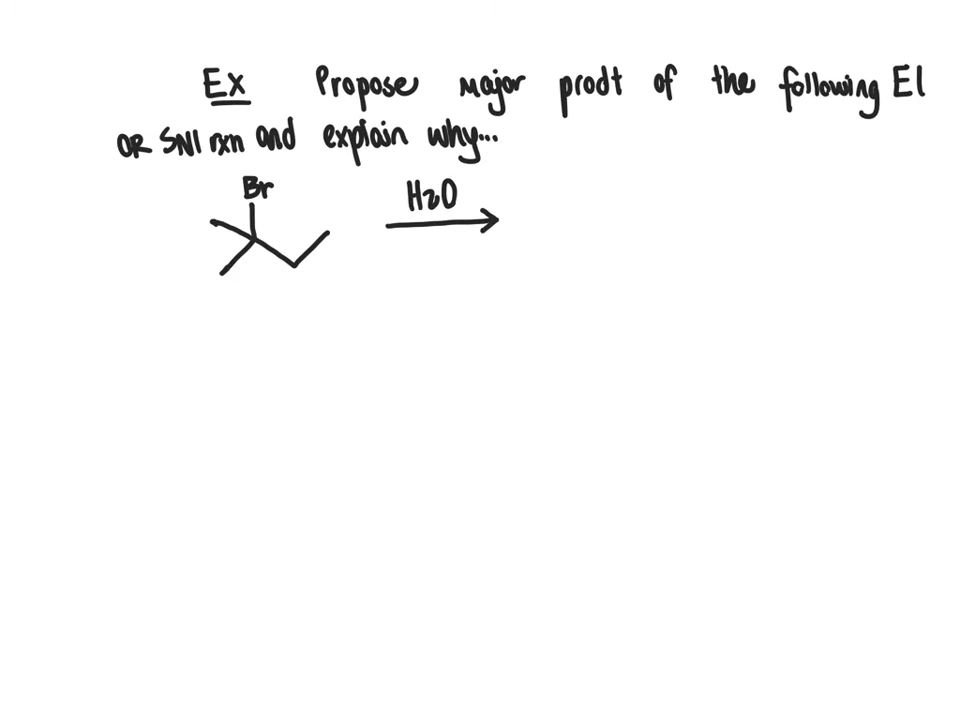 Ex Propose major prodt of the following E1
OR SN1 rxn and explain why...
Br
H2O